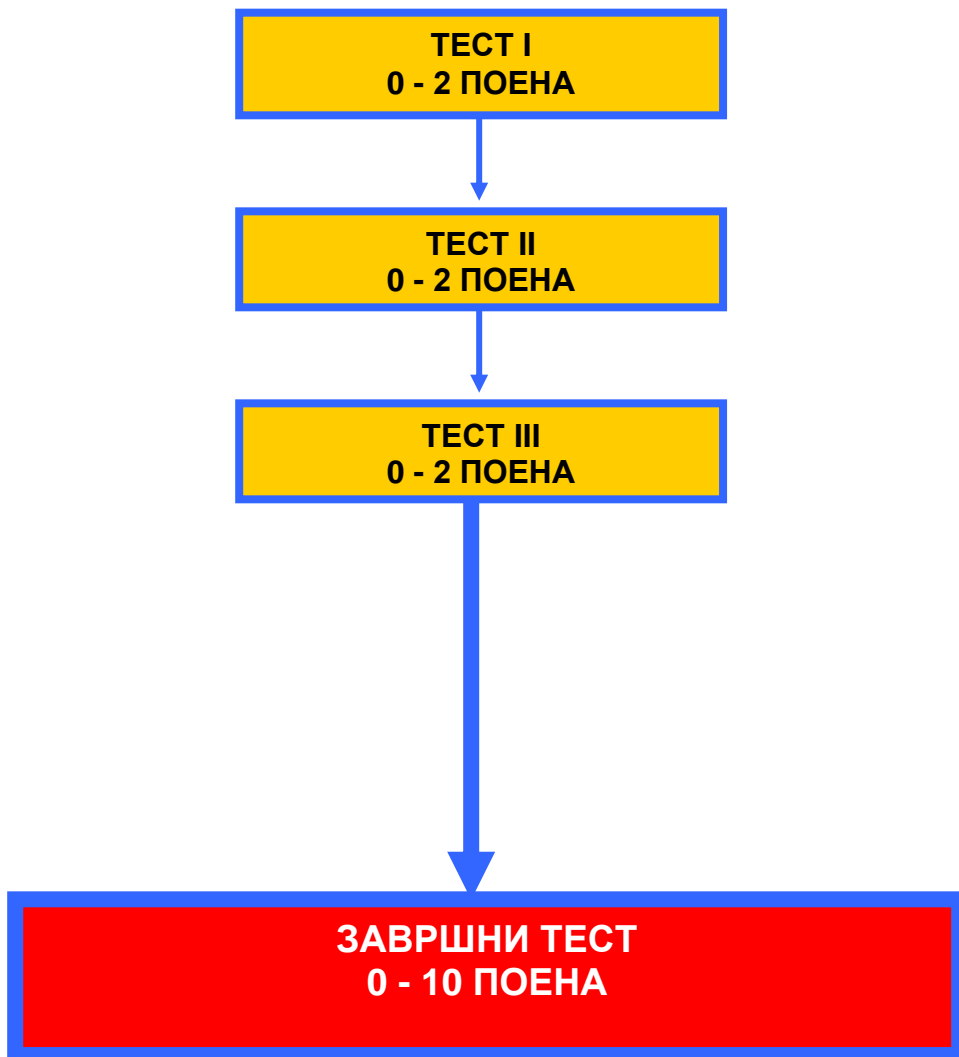 ТЕСТ I
0 - 2 ПОЕНА
ТЕСТ II
0 - 2 ПОЕНА
ТЕСТ III
0 - 2 ПОЕНА
ЗАВРШНИ ТЕСТ
0 - 10 ПОЕНА